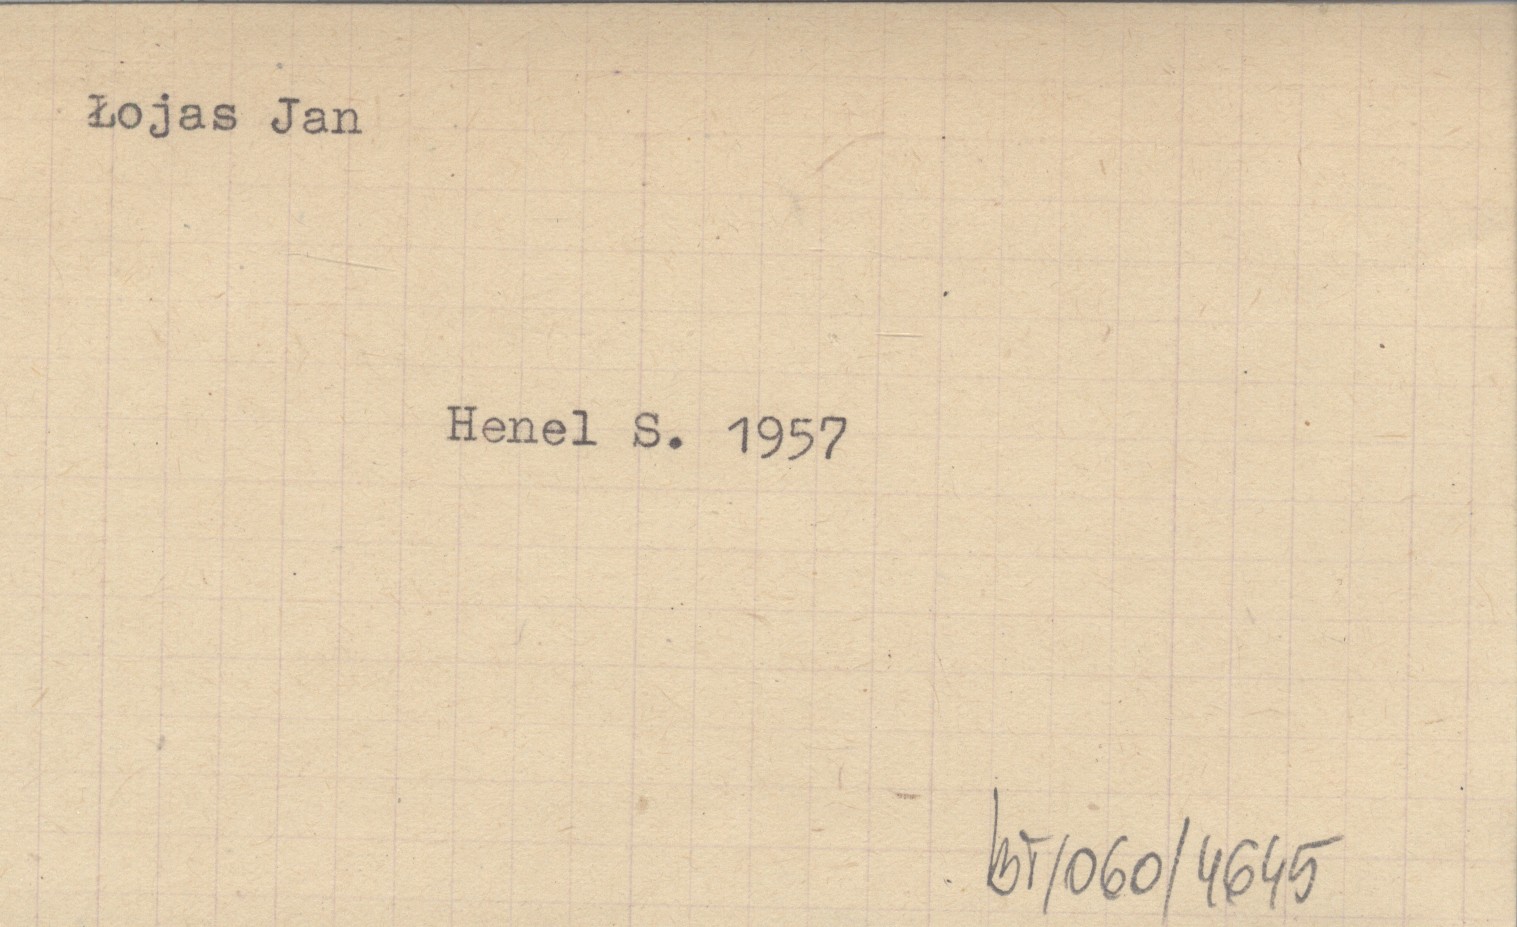 Łojas Jan
Henel S. 1957
BT/060/4645